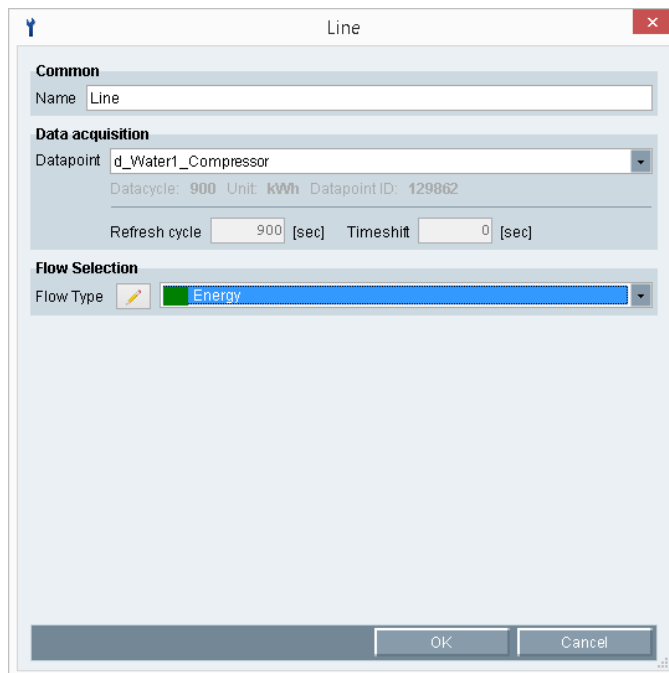 Line
Common
Name Line
Data acquisition
Datapoint d_Water1_Compressor
Datacycle: 900 Unit: kWh Datapoint ID: 129862
Refresh cycle 900 [sec] Timeshift 0 [sec]
Flow Selection
Flow Type Energy
OK Cancel